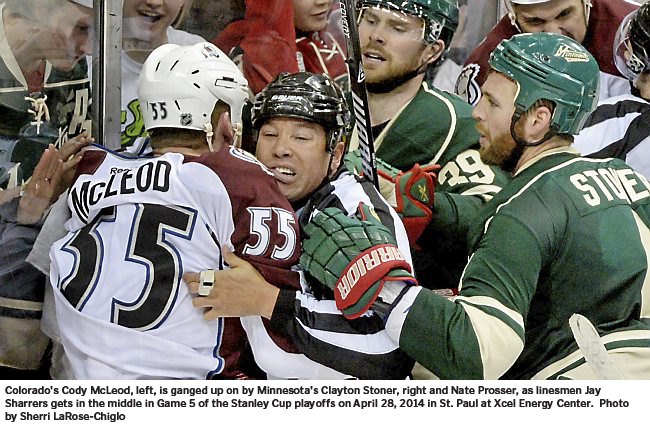 55
R55
McLEOD
55
55
39
STONER
WARRIOR
Colorado's Cody McLeod, left, is ganged up on by Minnesota's Clayton Stoner, right and Nate Prosser, as linesmen Jay
Sharrers gets in the middle in Game 5 of the Stanley Cup playoffs on April 28, 2014 in St. Paul at Xcel Energy Center.  Photo
by Sherri LaRose-Chiglo